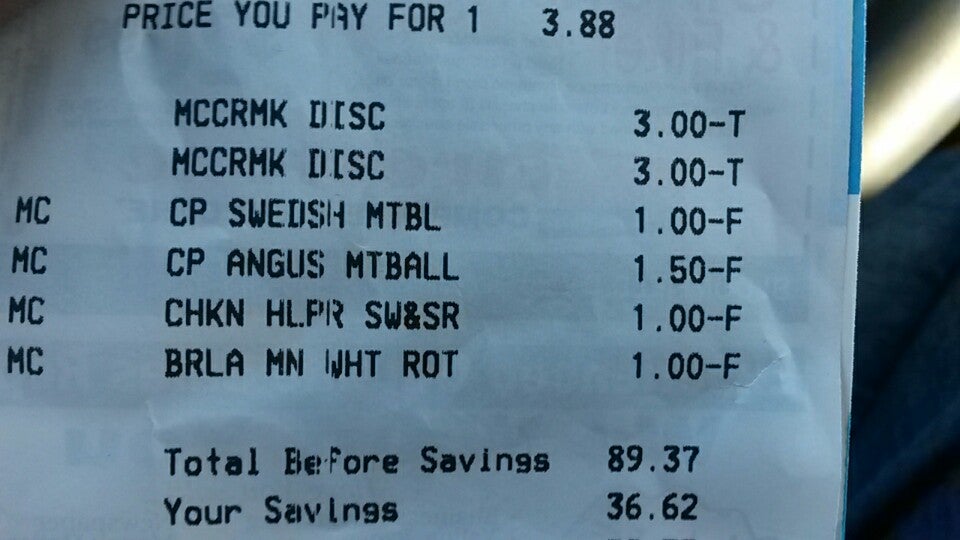 PRICE YOU PAY FOR 1 3.88
MCCRMK DISC 3.00-T
MCCRMK DISC 3.00-T
MC CP SWEDSH MTBL 1.00-F
MC CP ANGUS MTBALL 1.50-F
MC CHKN HLPR SW&SR 1.00-F
MC BRLA MN WHT ROT 1.00-F
Total Before Savings 89.37
Your Savings 36.62